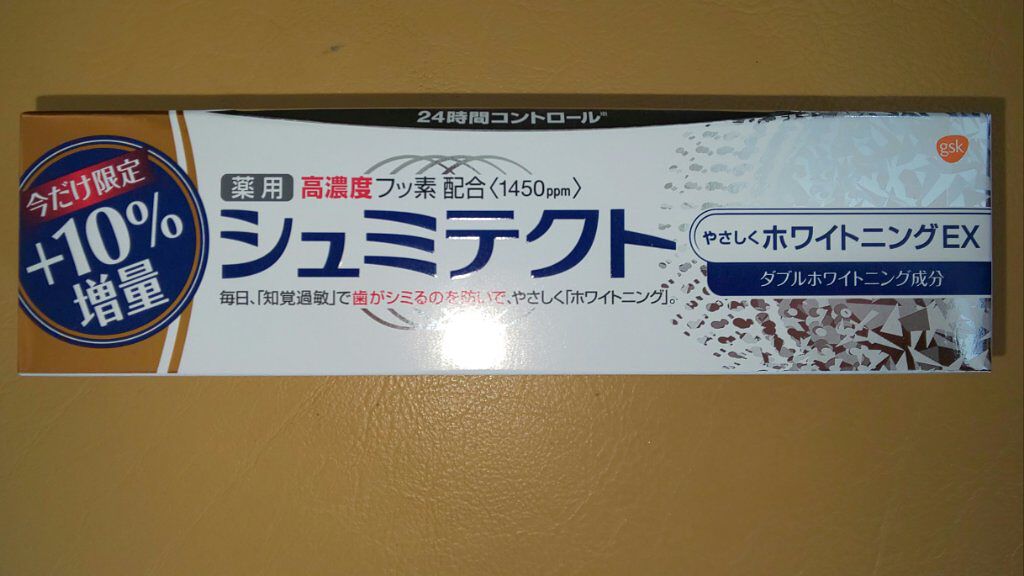 24時間コントロール※
gsk
今だけ限定
+10%
増量
薬用 高濃度 フッ素 配合〈1450ppm〉
シュミテクト
やさしく ホワイトニングEX
ダブルホワイトニング成分
毎日、「知覚過敏」で歯がシミるのを防いで、やさしく「ホワイトニング」。